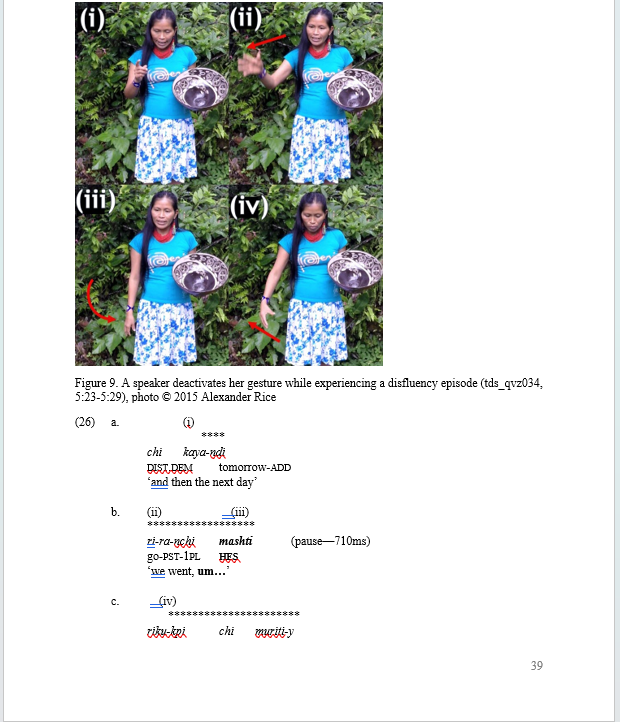 (i) (ii)
(iii) (iv)
Figure 9. A speaker deactivates her gesture while experiencing a disfluency episode (tds_qvz034,
5:23-5:29), photo © 2015 Alexander Rice
(26) a. (i)
****
chi kaya-ndi
DIST.DEM tomorrow-ADD
‘and then the next day’
b. (ii) (iii)
******************
ri-ra-nchi mashti (pause—710ms)
go-PST-1PL HES
‘we went, um…’
c. (iv)
**********************
riku-kpi chi muriti-y
39